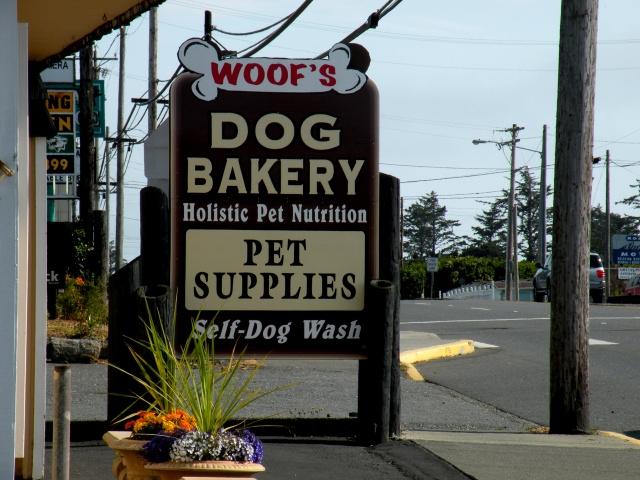 WOOF'S
DOG
BAKERY
Holistic Pet Nutrition
PET
SUPPLIES
Self-Dog Wash